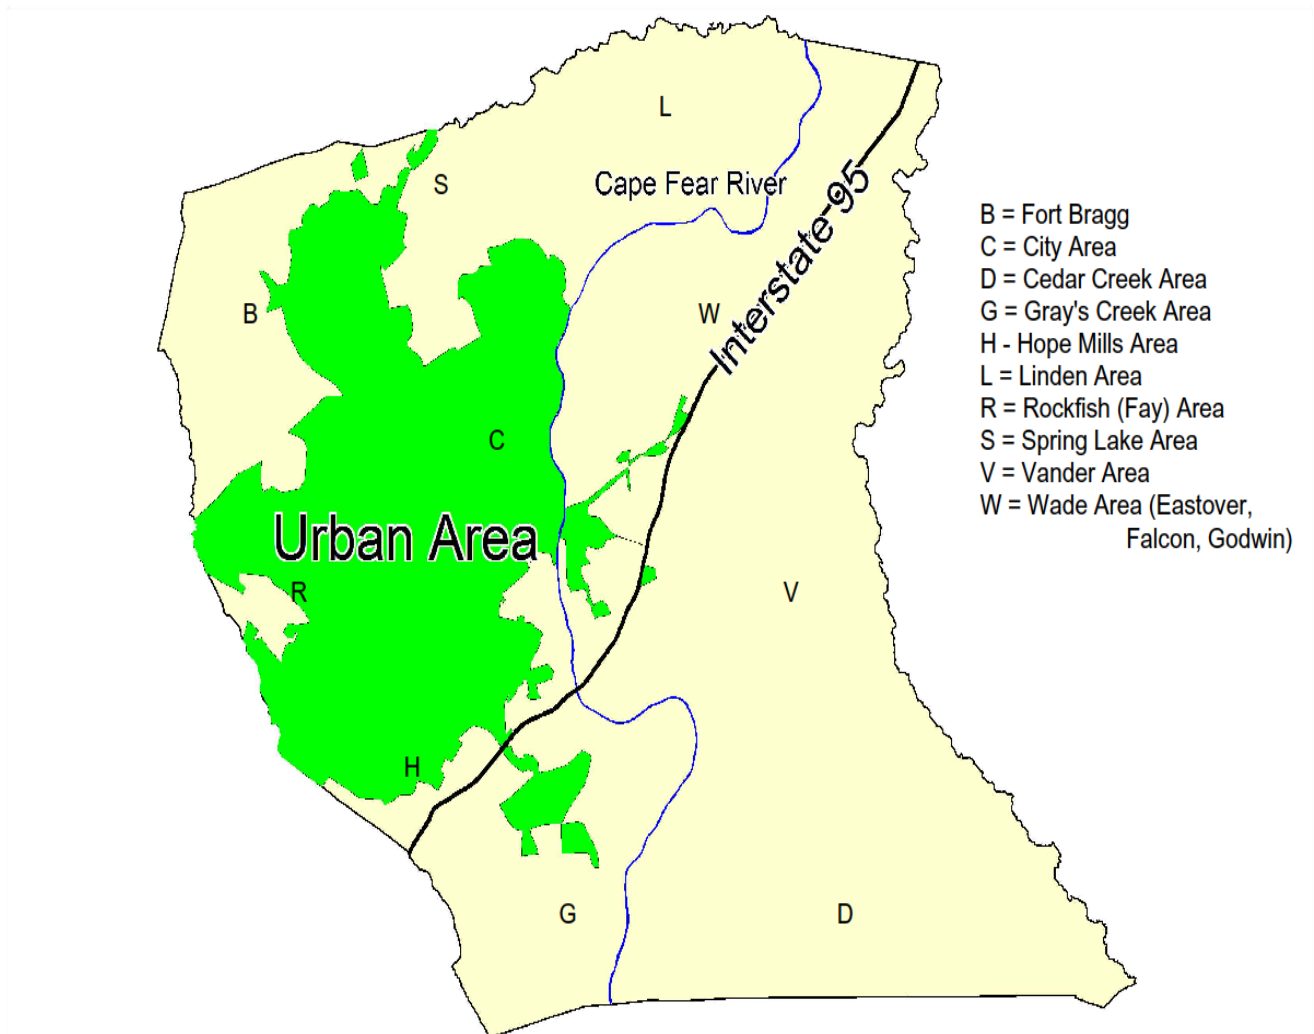 L
S
Cape Fear River
Interstate-95
B
W
C
Urban Area
R
V
H
G
D
B = Fort Bragg
C = City Area
D = Cedar Creek Area
G = Gray's Creek Area
H - Hope Mills Area
L = Linden Area
R = Rockfish (Fay) Area
S = Spring Lake Area
V = Vander Area
W = Wade Area (Eastover,
Falcon, Godwin)